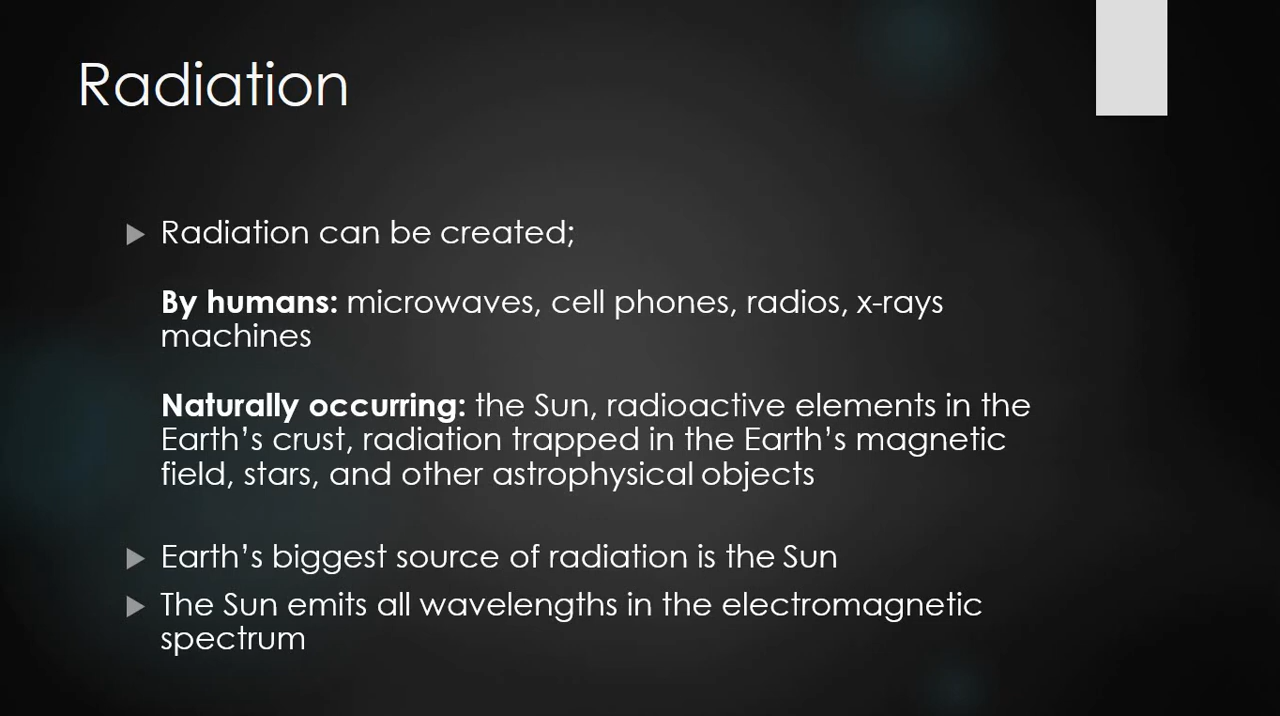 Radiation
Radiation can be created;
By humans: microwaves, cell phones, radios, x-rays
machines
Naturally occurring: the Sun, radioactive elements in the
Earth’s crust, radiation trapped in the Earth’s magnetic
field, stars, and other astrophysical objects
Earth’s biggest source of radiation is the Sun
The Sun emits all wavelengths in the electromagnetic
spectrum